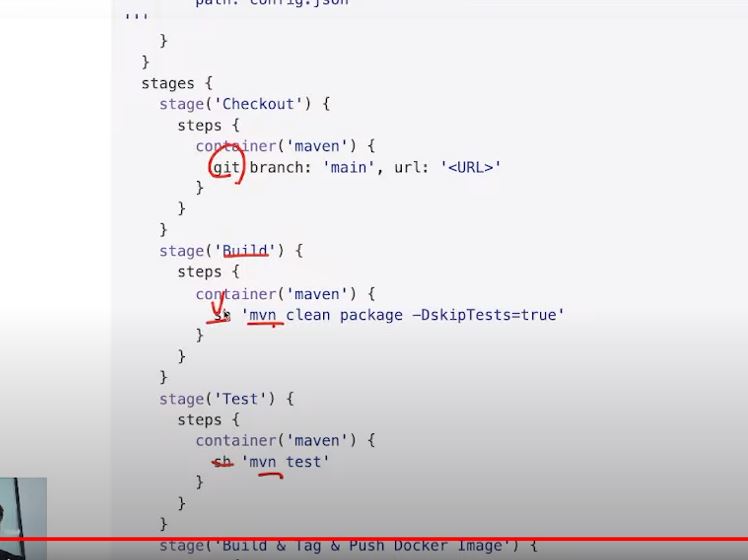 path: config.json
'''
}
}
stages {
stage('Checkout') {
steps {
container('maven') {
git branch: 'main', url: '<URL>'
}
}
}
stage('Build') {
steps {
container('maven') {
sh 'mvn clean package -DskipTests=true'
}
}
}
stage('Test') {
steps {
container('maven') {
sh 'mvn test'
}
}
}
stage('Build & Tag & Push Docker Image') {